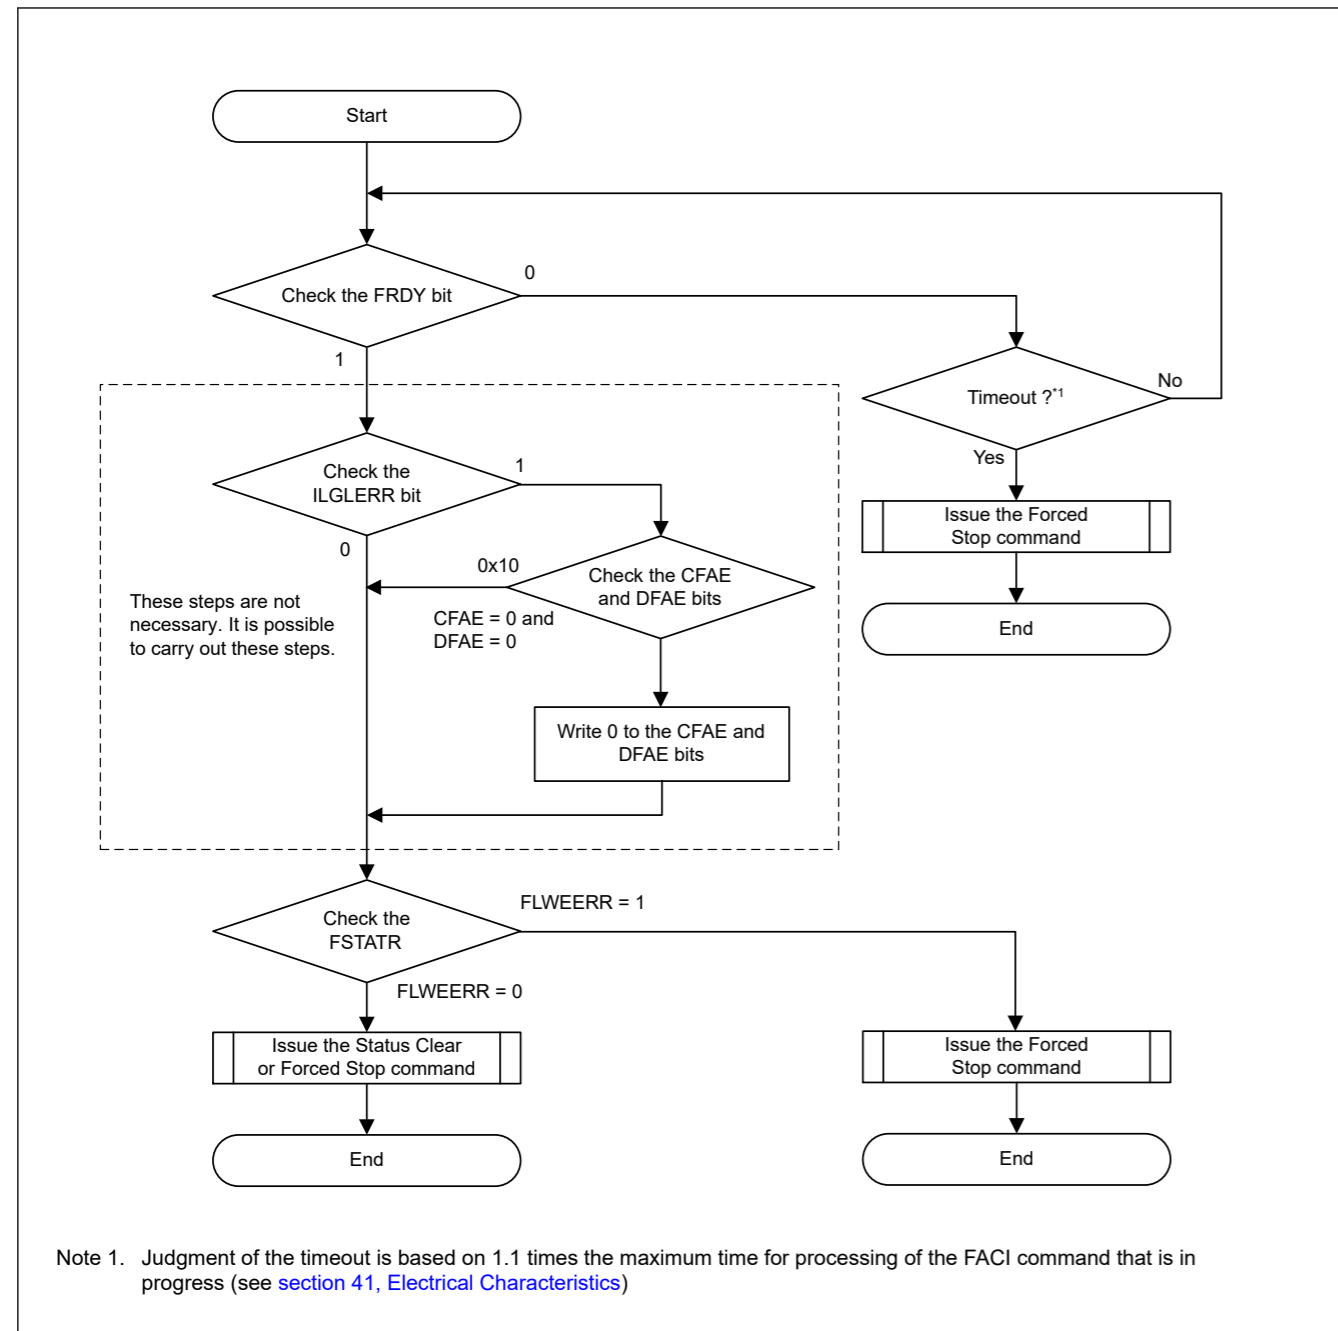 Start
Check the FRDY bit
0
1
Timeout ?*1
No
Yes
Issue the Forced
Stop command
End
Check the
ILGLERR bit
1
0
0x10
Check the CFAE
and DFAE bits
CFAE = 0 and
DFAE = 0
These steps are not
necessary. It is possible
to carry out these steps.
Write 0 to the CFAE and
DFAE bits
Check the
FSTATR
FLWEERR = 1
FLWEERR = 0
Issue the Status Clear
or Forced Stop command
End
Issue the Forced
Stop command
End
Note 1. Judgment of the timeout is based on 1.1 times the maximum time for processing of the FACI command that is in
progress (see section 41, Electrical Characteristics)